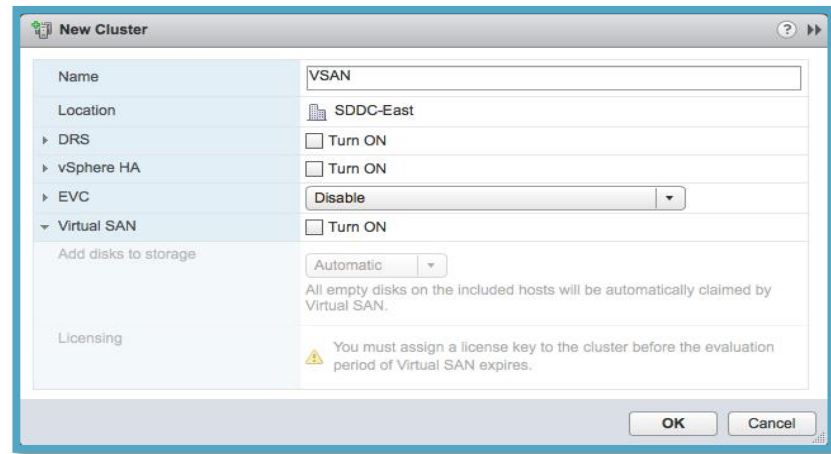 New Cluster
?
Name
VSAN
Location
SDDC-East
DRS
Turn ON
vSphere HA
Turn ON
EVC
Disable
Virtual SAN
Turn ON
Add disks to storage
Automatic
All empty disks on the included hosts will be automatically claimed by
Virtual SAN.
Licensing
You must assign a license key to the cluster before the evaluation
period of Virtual SAN expires.
OK
Cancel